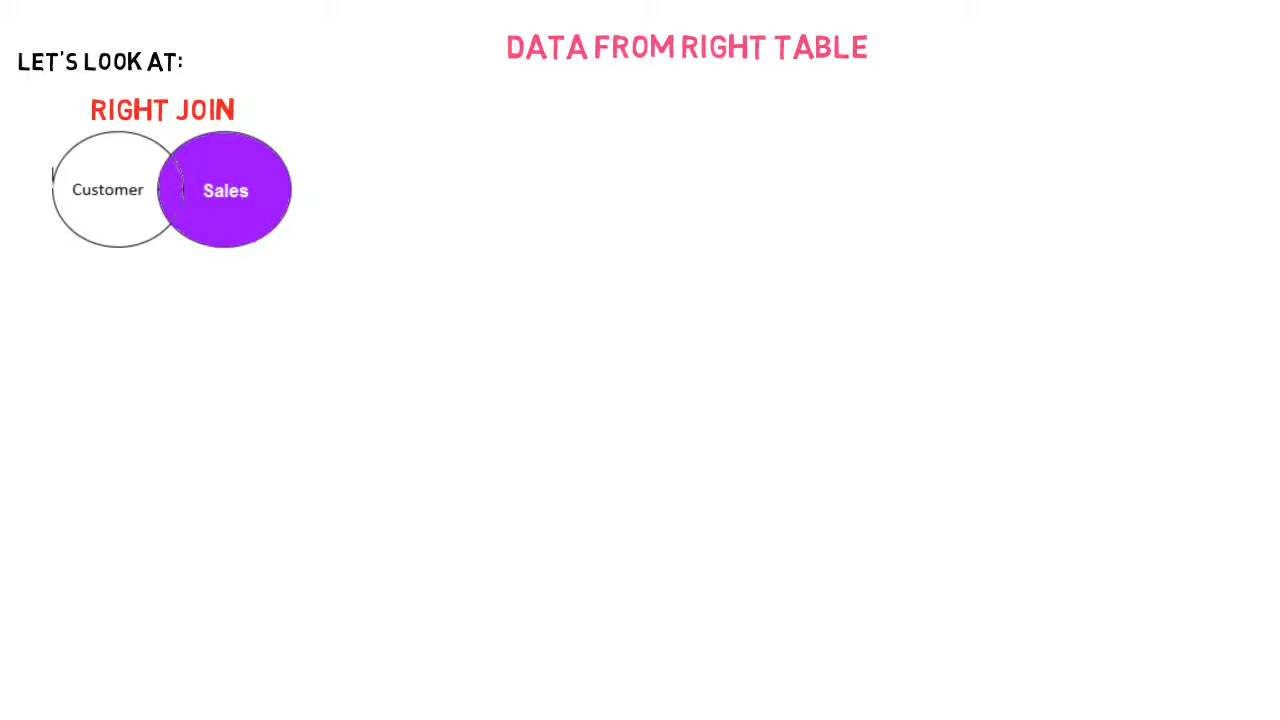 DATA FROM RIGHT TABLE
LET'S LOOK AT:
RIGHT JOIN
Customer
Sales